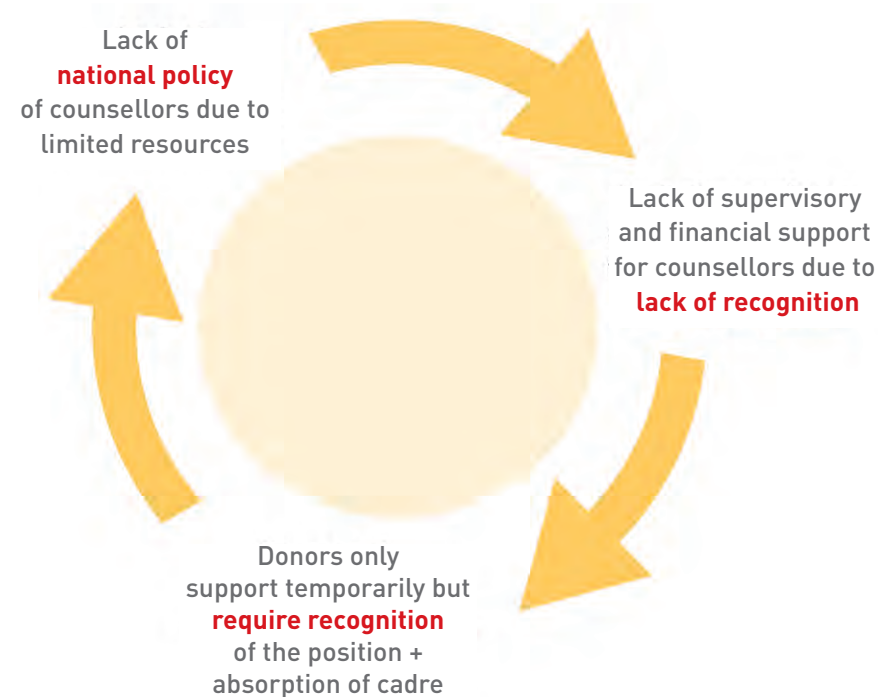 Lack of
national policy
of counsellors due to
limited resources
Lack of supervisory
and financial support
for counsellors due to
lack of recognition
Donors only
support temporarily but
require recognition
of the position +
absorption of cadre